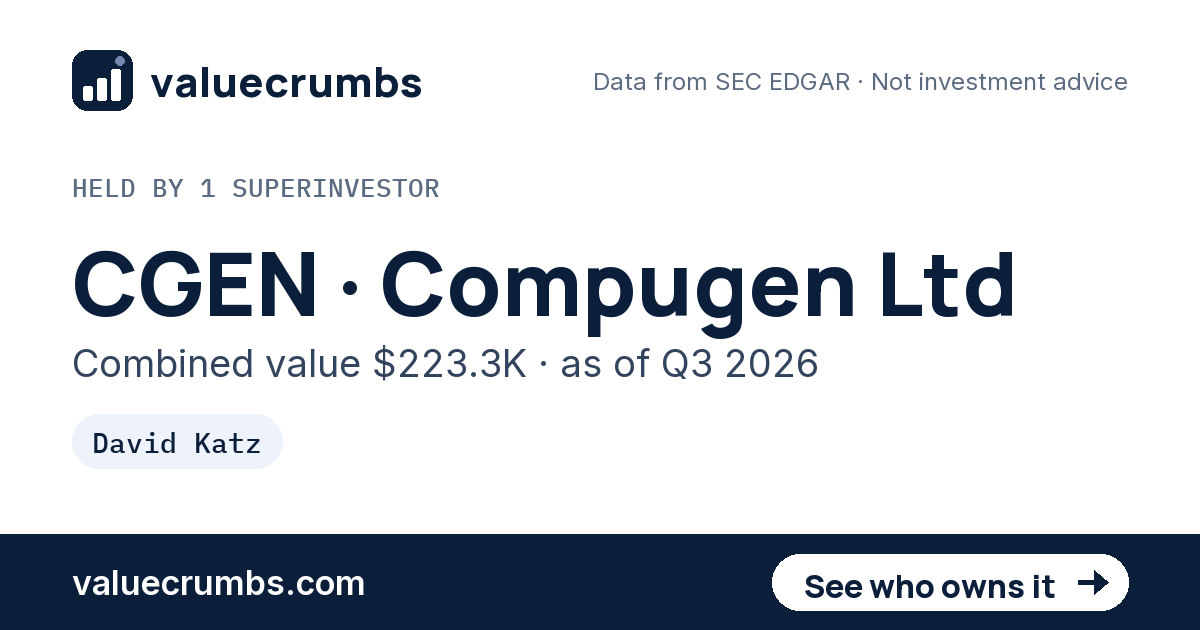 valuecrumbs
Data from SEC EDGAR · Not investment advice
HELD BY 1 SUPERINVESTOR
CGEN · Compugen Ltd
Combined value $223.3K · as of Q3 2026
David Katz
valuecrumbs.com
See who owns it →